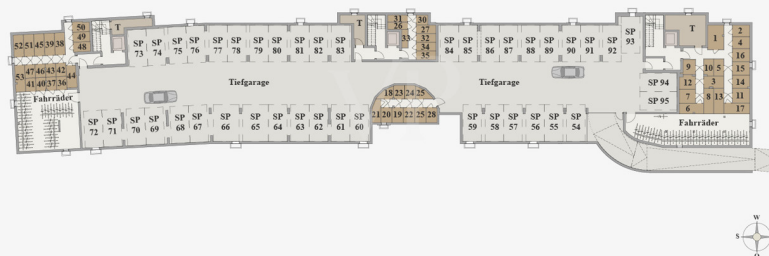 52 51 45 39 38
50
49
48
T
53
47 46 43 42
41 40 37 36
44
Fahrräder
SP 73
SP 74
SP 75
SP 76
SP 77
SP 78
SP 79
SP 80
SP 81
SP 82
SP 83
T
31
26
33
30
27
32
34
35
SP 84
SP 85
SP 86
SP 87
SP 88
SP 89
SP 90
SP 91
SP 92
SP 93
T
1
2
4
16
15
14
11
17
9
12
7
6
10 5
3
8 13
Tiefgarage
Tiefgarage
SP 94
SP 95
Fahrräder
18 23 24 25
21 20 19 22 25 28
SP 72
SP 71
SP 70
SP 69
SP 68
SP 67
SP 66
SP 65
SP 64
SP 63
SP 62
SP 61
SP 60
SP 59
SP 58
SP 57
SP 56
SP 55
SP 54
W
S
O